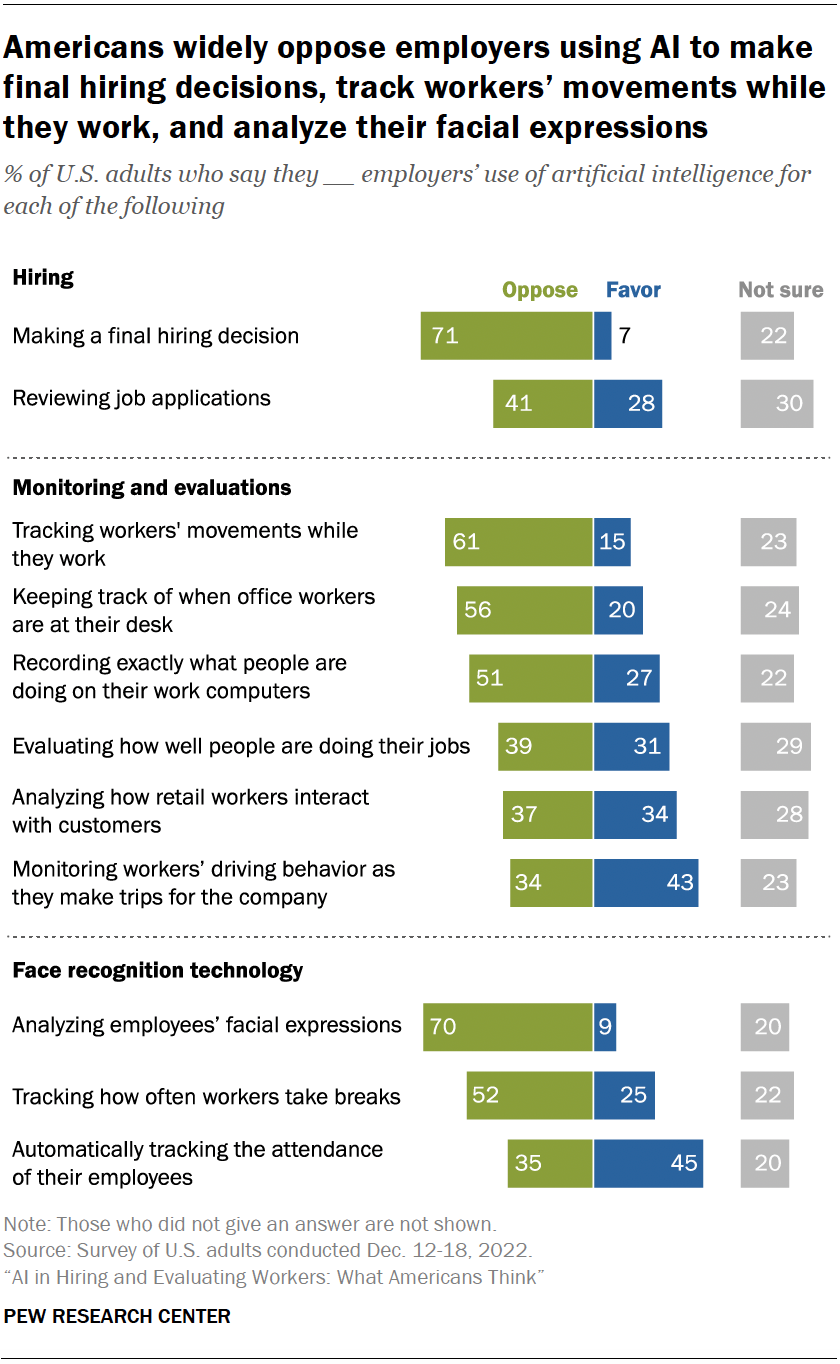 Americans widely oppose employers using AI to make
final hiring decisions, track workers’ movements while
they work, and analyze their facial expressions
% of U.S. adults who say they __ employers’ use of artificial intelligence for
each of the following
Hiring
Oppose Favor Not sure
Making a final hiring decision 71 7 22
Reviewing job applications 41 28 30
Monitoring and evaluations
Tracking workers' movements while
they work 61 15 23
Keeping track of when office workers
are at their desk 56 20 24
Recording exactly what people are
doing on their work computers 51 27 22
Evaluating how well people are doing their jobs 39 31 29
Analyzing how retail workers interact
with customers 37 34 28
Monitoring workers’ driving behavior as
they make trips for the company 34 43 23
Face recognition technology
Analyzing employees’ facial expressions 70 9 20
Tracking how often workers take breaks 52 25 22
Automatically tracking the attendance
of their employees 35 45 20
Note: Those who did not give an answer are not shown.
Source: Survey of U.S. adults conducted Dec. 12-18, 2022.
“AI in Hiring and Evaluating Workers: What Americans Think”
PEW RESEARCH CENTER